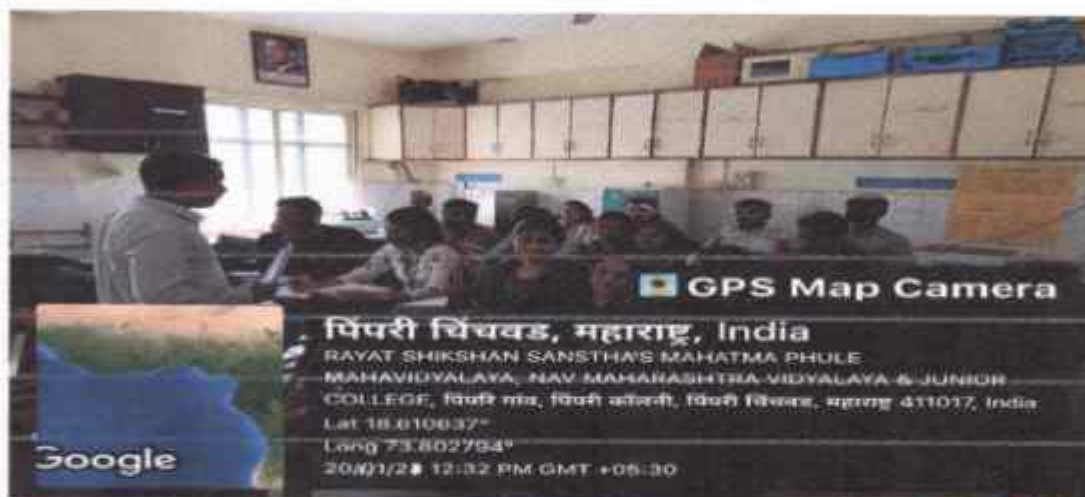 GPS Map Camera
पिंपरी चिंचवड, महाराष्ट्र, India
RAYAT SHIKSHAN SANSTHA'S MAHATMA PHULE
MAHAVIDYALAYA, NAV MAHARASHTRA VIDYALAYA & JUNIOR
COLLEGE, पिंपरि गांव, पिंपरी कॉलनी, पिंपरी चिंचवड, महाराष्ट्र 411017, India
Lat 18.610637°
Long 73.802794°
12:32 PM GMT +05:30
Google